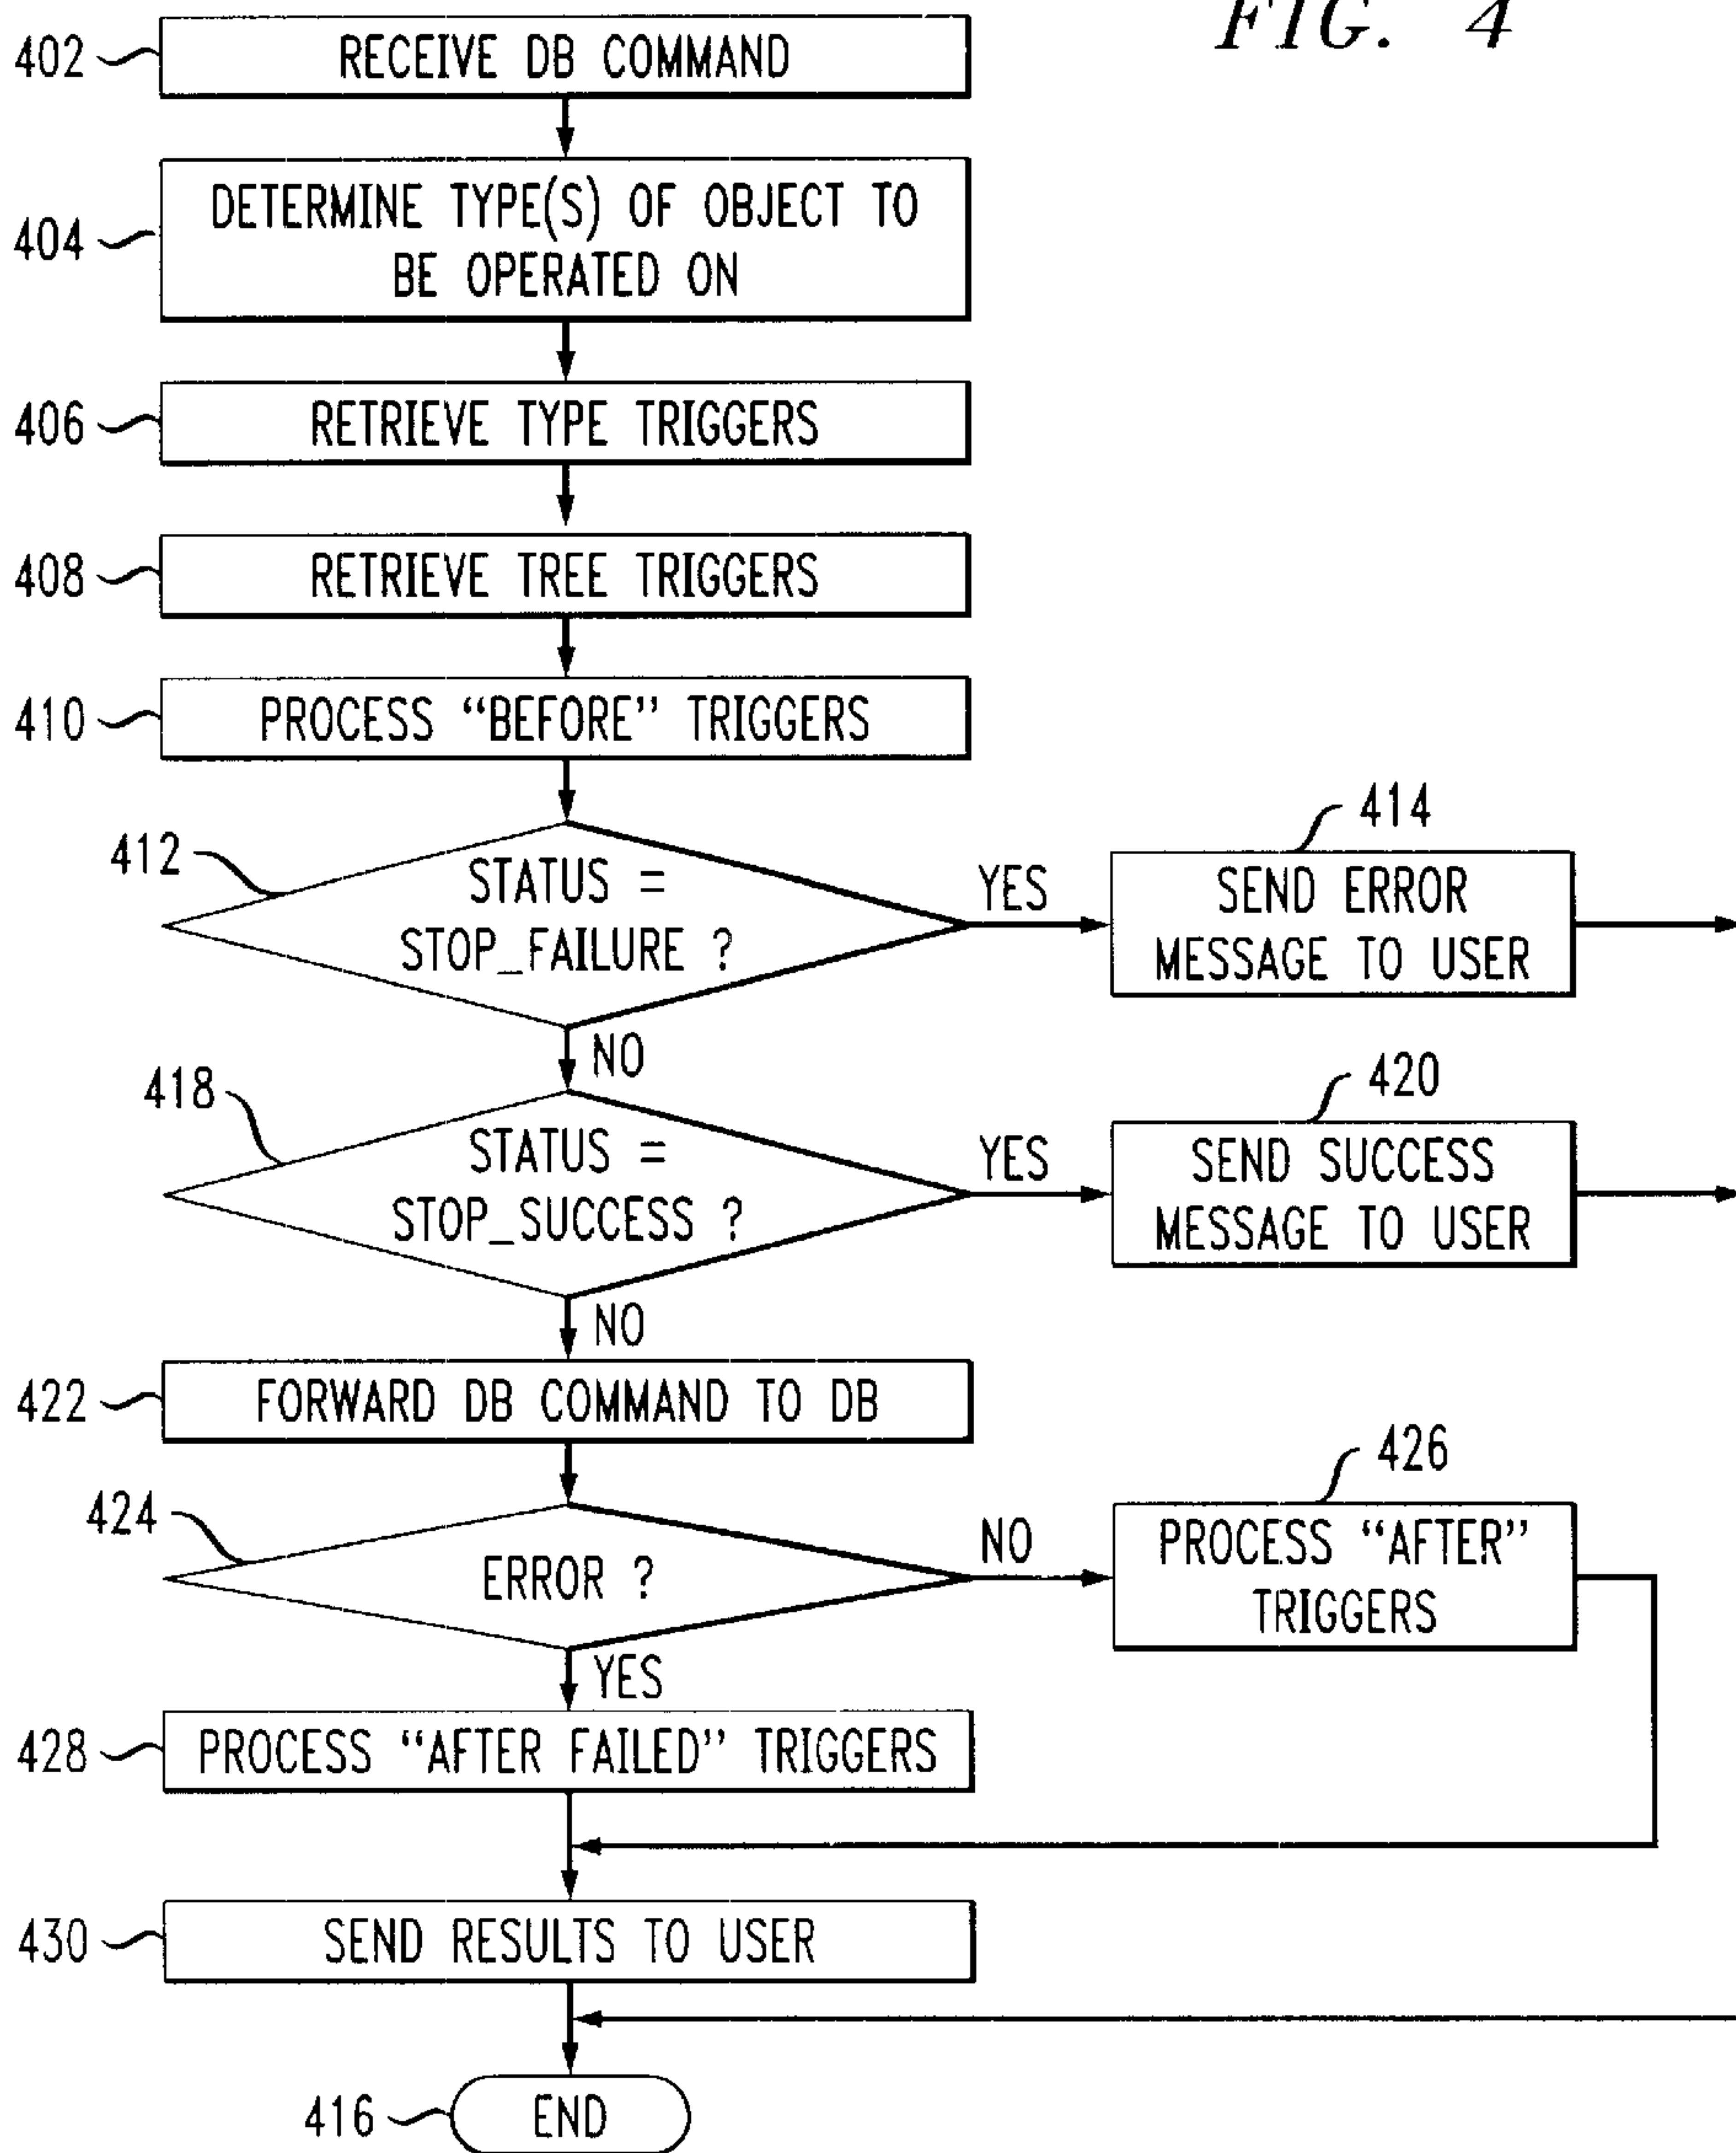 FIG. 4
402
RECEIVE DB COMMAND
404
DETERMINE TYPE(S) OF OBJECT TO
BE OPERATED ON
406
RETRIEVE TYPE TRIGGERS
408
RETRIEVE TREE TRIGGERS
410
PROCESS “BEFORE” TRIGGERS
412
STATUS =
STOP_FAILURE ?
YES
414
SEND ERROR
MESSAGE TO USER
NO
418
STATUS =
STOP_SUCCESS ?
YES
420
SEND SUCCESS
MESSAGE TO USER
NO
422
FORWARD DB COMMAND TO DB
424
ERROR ?
NO
426
PROCESS “AFTER”
TRIGGERS
YES
428
PROCESS “AFTER FAILED” TRIGGERS
430
SEND RESULTS TO USER
416
END